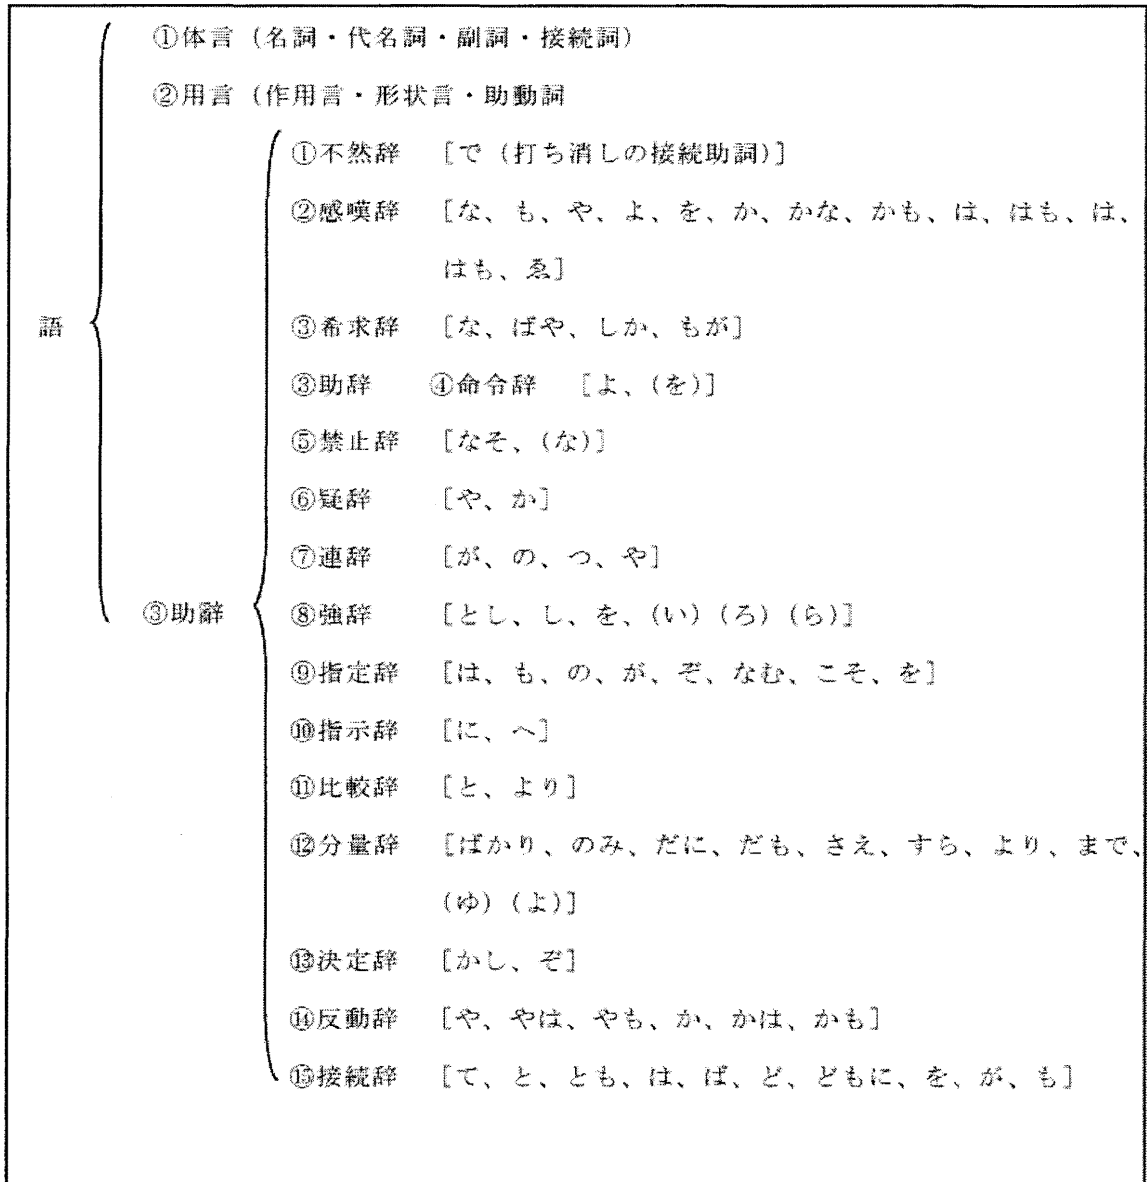 ①体言（名詞・代名詞・副詞・接続詞）
②用言（作用言・形状言・助動詞
①不然辞 ［で（打ち消しの接続助詞）］
②感嘆辞 ［な、も、や、よ、を、か、かな、かも、は、はも、は、
はも、ゑ］
語
③希求辞 ［な、ばや、しか、もが］
③助辞 ④命令辞 ［よ、（を）］
⑤禁止辞 ［なそ、（な）］
⑥疑辞 ［や、か］
⑦連辞 ［が、の、つ、や］
③助辭
⑧強辞 ［とし、し、を、（い）（ろ）（ら）］
⑨指定辞 ［は、も、の、が、ぞ、なむ、こそ、を］
⑩指示辞 ［に、へ］
⑪比較辞 ［と、より］
⑫分量辞 ［ばかり、のみ、だに、だも、さえ、すら、より、まで、
（ゆ）（よ）］
⑬決定辞 ［かし、ぞ］
⑭反動辞 ［や、やは、やも、か、かは、かも］
⑮接続辞 ［て、と、とも、は、ば、ど、どもに、を、が、も］